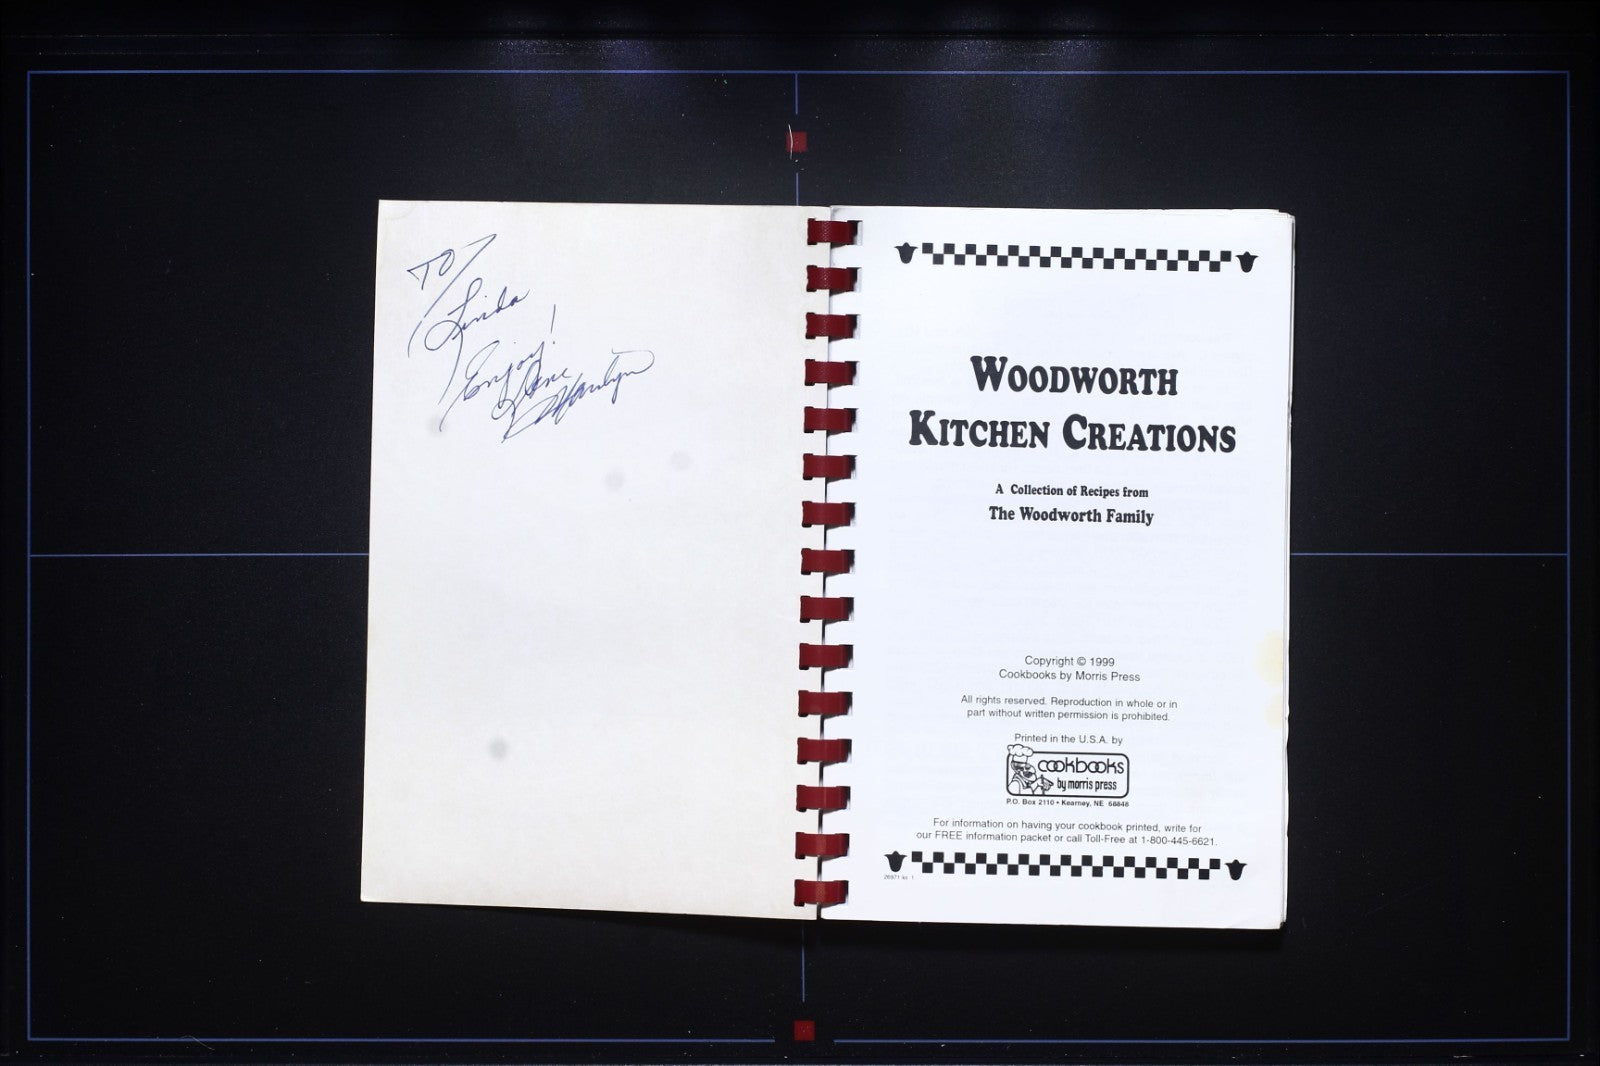 TO
Linda
Enjoy!
Love
Marilyn
WOODWORTH
KITCHEN CREATIONS
A Collection of Recipes from
The Woodworth Family
Copyright © 1999
Cookbooks by Morris Press
All rights reserved. Reproduction in whole or in
part without written permission is prohibited.
Printed in the U.S.A. by
cookbooks
by morris press
P.O. Box 2110 • Kearney, NE 68848
For information on having your cookbook printed, write for
our FREE information packet or call Toll-Free at 1-800-445-6621.